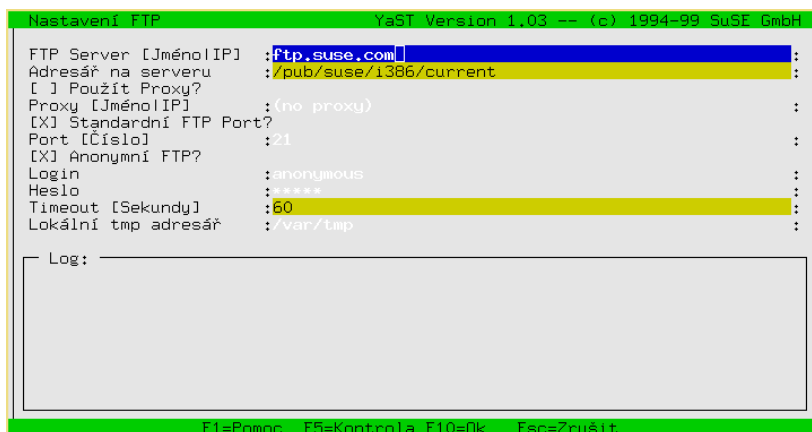 Nastavení FTP YaST Version 1.03 -- (c) 1994-99 SuSE GmbH
FTP Server [Jméno|IP] :ftp.suse.com :
Adresář na serveru :/pub/suse/i386/current :
[ ] Použít Proxy?
Proxy [Jméno|IP] :(no proxy) :
[X] Standardní FTP Port?
Port [Číslo] :21 :
[X] Anonymní FTP?
Login :anonymous :
Heslo :***** :
Timeout [Sekundy] :60 :
Lokální tmp adresář :/var/tmp :
Log:
F1=Pomoc F5=Kontrola F10=Ok Esc=Zrušit